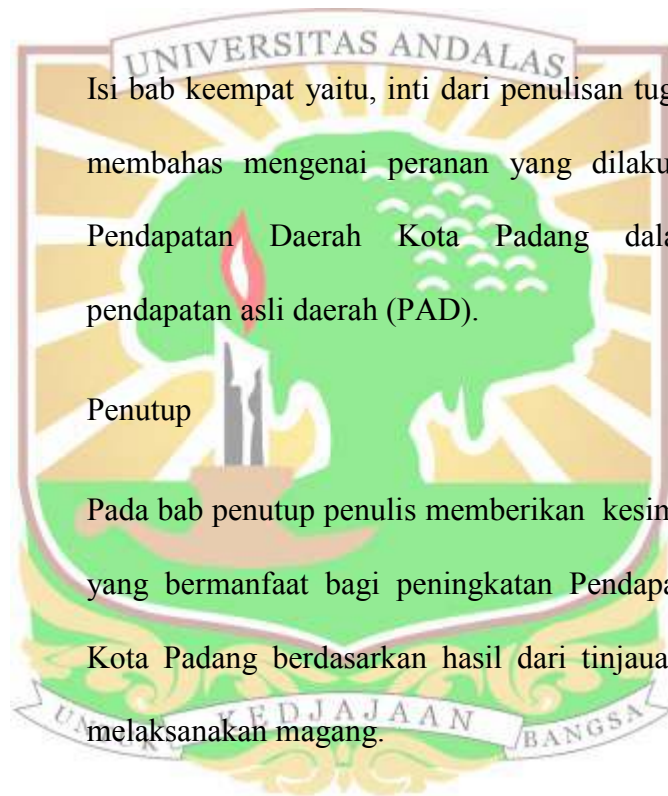 UNIVERSITAS ANDALAS
Isi bab keempat yaitu, inti dari penulisan tug
membahas mengenai peranan yang dilaku
Pendapatan Daerah Kota Padang dala
pendapatan asli daerah (PAD).
Penutup
Pada bab penutup penulis memberikan kesin
yang bermanfaat bagi peningkatan Pendapa
Kota Padang berdasarkan hasil dari tinjaua
melaksanakan magang.
UNTUK KEDJAJAAN BANGSA